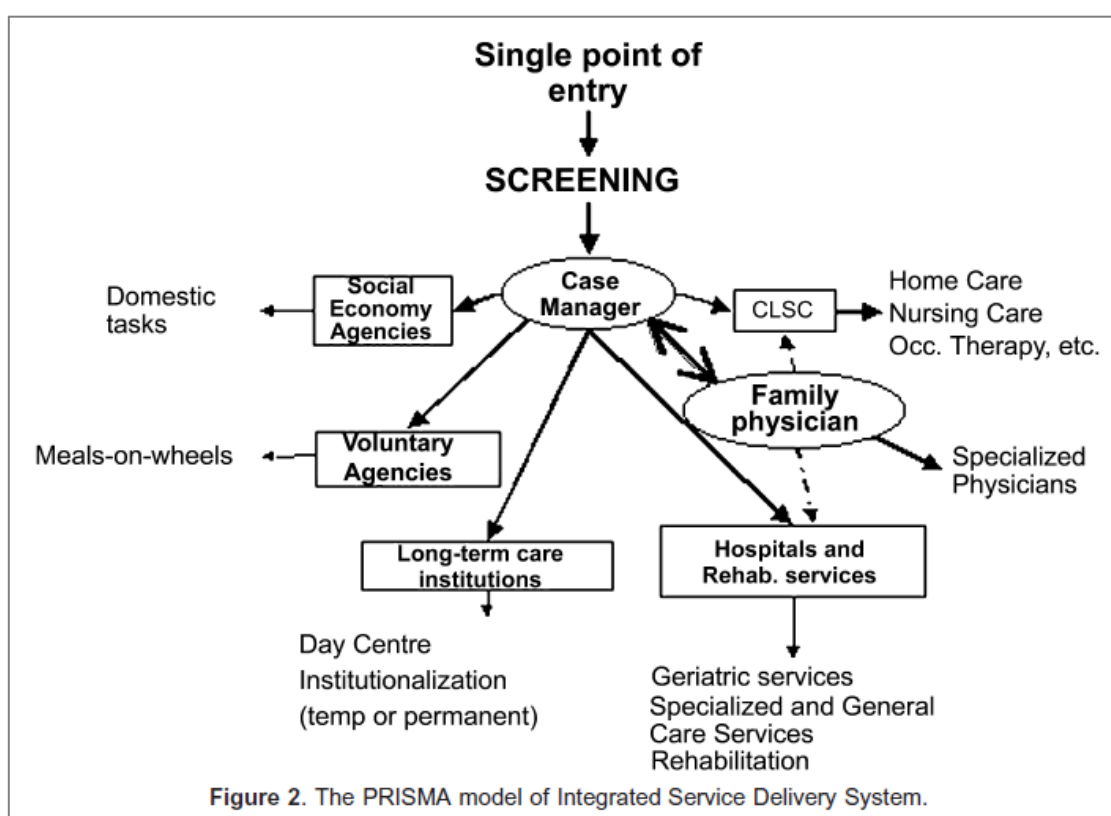 Single point of
entry
SCREENING
Case
Manager
Social
Economy
Agencies
Domestic
tasks
CLSC
Home Care
Nursing Care
Occ. Therapy, etc.
Family
physician
Specialized
Physicians
Voluntary
Agencies
Meals-on-wheels
Long-term care
institutions
Day Centre
Institutionalization
(temp or permanent)
Hospitals and
Rehab. services
Geriatric services
Specialized and General
Care Services
Rehabilitation
Figure 2. The PRISMA model of Integrated Service Delivery System.